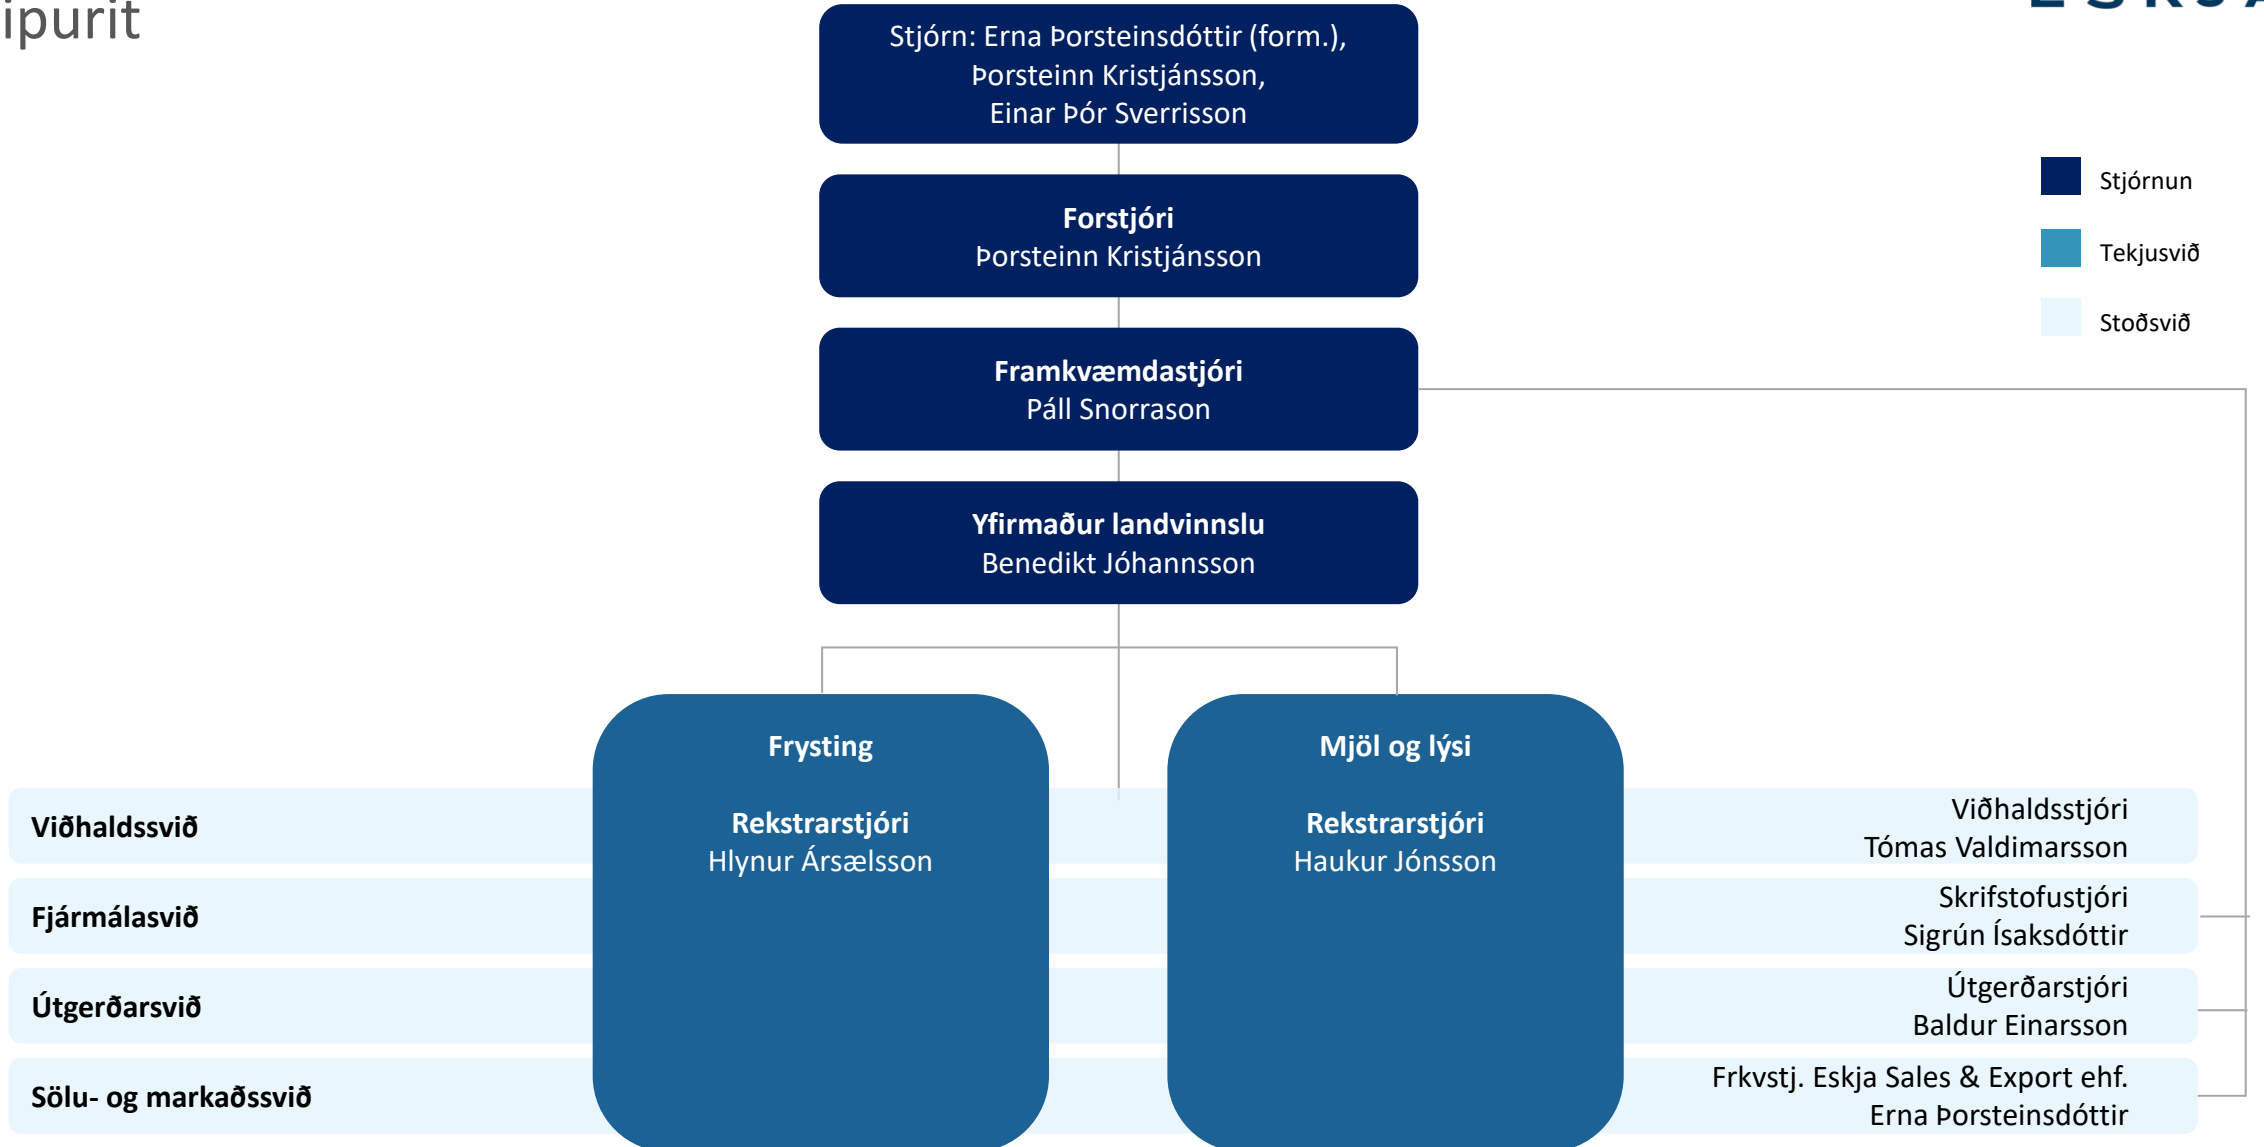 ipurit
Stjórn: Erna Þorsteinsdóttir (form.),
Þorsteinn Kristjánsson,
Einar Þór Sverrisson
Stjórnun
Tekjusvið
Stoðsvið
Forstjóri
Þorsteinn Kristjánsson
Framkvæmdastjóri
Páll Snorrason
Yfirmaður landvinnslu
Benedikt Jóhannsson
Frysting
Rekstrarstjóri
Hlynur Ársælsson
Mjöl og lýsi
Rekstrarstjóri
Haukur Jónsson
Viðhaldssvið
Viðhaldsstjóri
Tómas Valdimarsson
Fjármálasvið
Skrifstofustjóri
Sigrún Ísaksdóttir
Útgerðarsvið
Útgerðarstjóri
Baldur Einarsson
Sölu- og markaðssvið
Frkvstj. Eskja Sales & Export ehf.
Erna Þorsteinsdóttir